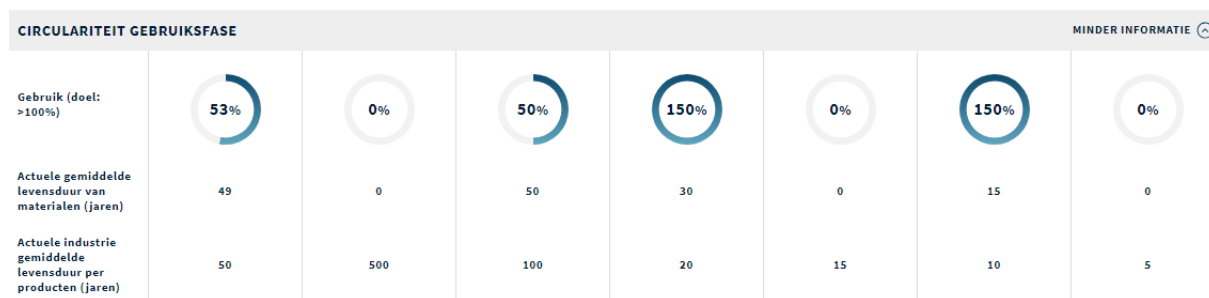 CIRCULARITEIT GEBRUIKSFASE MINDER INFORMATIE
Gebruik (doel:
>100%)
53% 0% 50% 150% 0% 150% 0%
Actuele gemiddelde
levensduur van
materialen (jaren)
49 0 50 30 0 15 0
Actuele industrie
gemiddelde
levensduur per
producten (jaren)
50 500 100 20 15 10 5